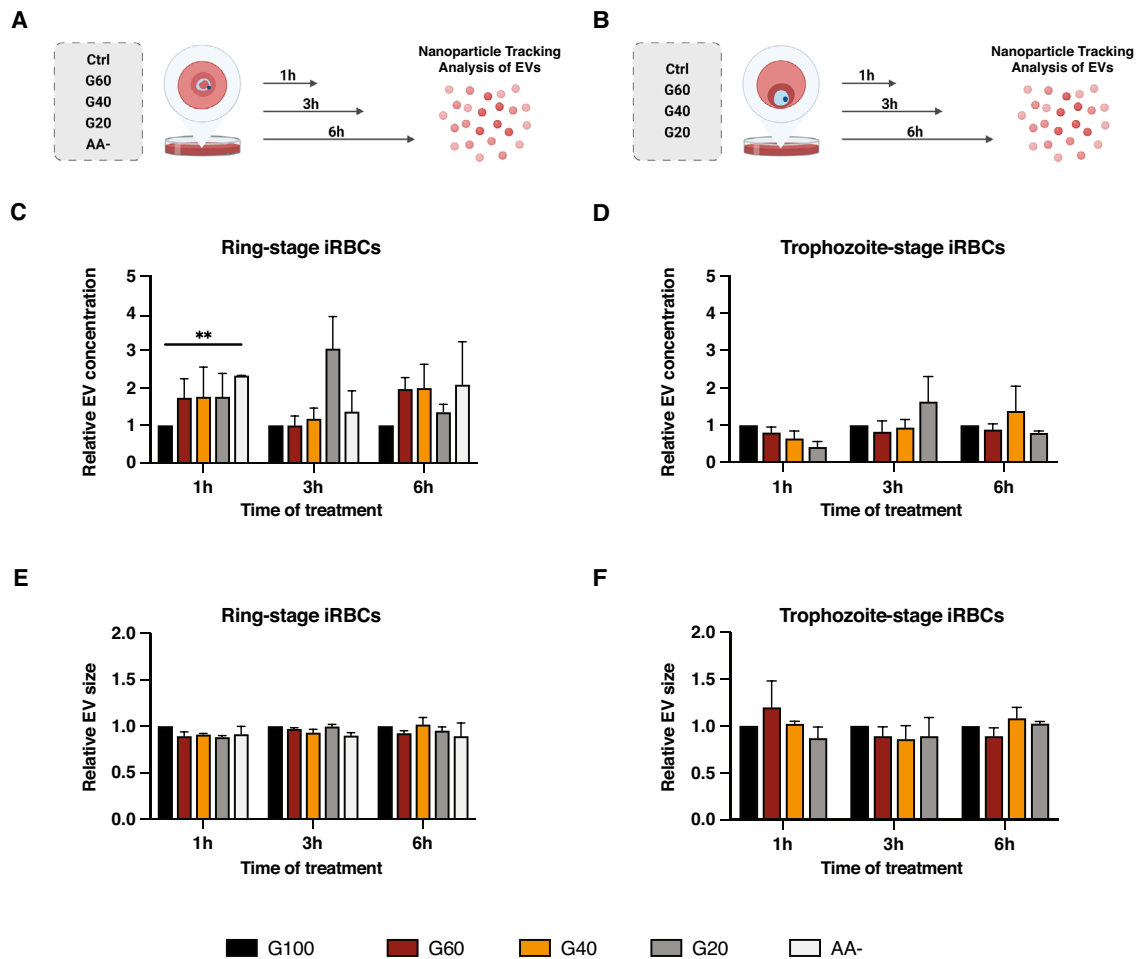 A
Ctrl
G60
G40
G20
AA-
1h
3h
6h
Nanoparticle Tracking
Analysis of EVs
B
Ctrl
G60
G40
G20
1h
3h
6h
Nanoparticle Tracking
Analysis of EVs
C
Ring-stage iRBCs
Relative EV concentration
5
4
3
2
1
0
**
1h 3h 6h
Time of treatment
D
Trophozoite-stage iRBCs
Relative EV concentration
5
4
3
2
1
0
1h 3h 6h
Time of treatment
E
Ring-stage iRBCs
Relative EV size
2.0
1.5
1.0
0.5
0.0
1h 3h 6h
Time of treatment
F
Trophozoite-stage iRBCs
Relative EV size
2.0
1.5
1.0
0.5
0.0
1h 3h 6h
Time of treatment
G100 G60 G40 G20 AA-